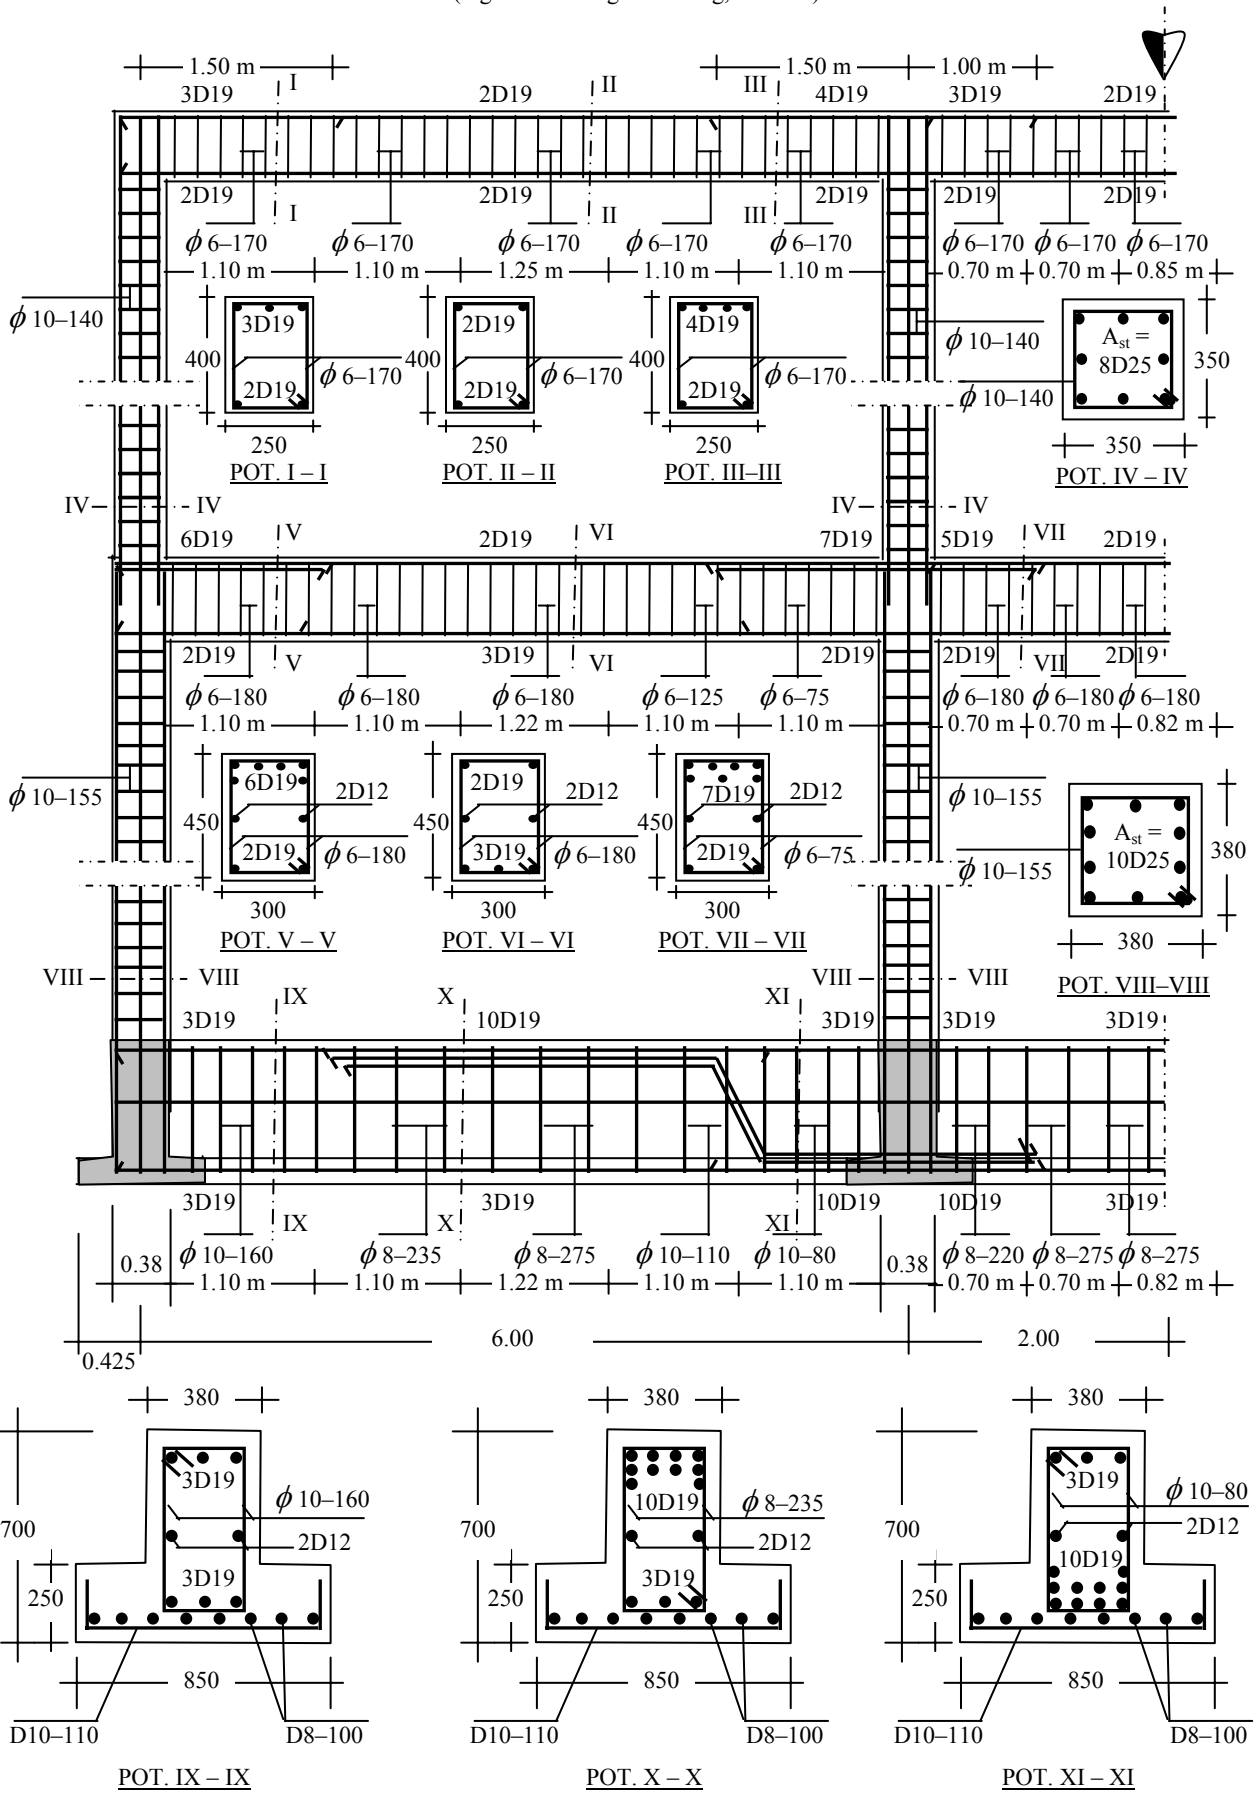 1.50 m 1.50 m 1.00 m
I II III
3D19 2D19 4D19 3D19 2D19
2D19 2D19 2D19 2D19 2D19
I II III
ϕ 6–170 ϕ 6–170 ϕ 6–170 ϕ 6–170 ϕ 6–170 ϕ 6–170 ϕ 6–170 ϕ 6–170
1.10 m 1.10 m 1.25 m 1.10 m 1.10 m 0.70 m 0.70 m 0.85 m
ϕ 10–140
400 3D19 2D19 ϕ 6–170
250
POT. I – I
400 2D19 2D19 ϕ 6–170
250
POT. II – II
400 4D19 2D19 ϕ 6–170
250
POT. III–III
ϕ 10–140
ϕ 10–140
Ast =
8D25
350
350
POT. IV – IV
IV IV IV IV
6D19 V 2D19 VI 7D19 5D19 VII 2D19
2D19 V 3D19 VI 2D19 2D19 VII 2D19
ϕ 6–180 ϕ 6–180 ϕ 6–180 ϕ 6–125 ϕ 6–75 ϕ 6–180 ϕ 6–180 ϕ 6–180
1.10 m 1.10 m 1.22 m 1.10 m 1.10 m 0.70 m 0.70 m 0.82 m
ϕ 10–155
450 6D19 2D12 2D19 ϕ 6–180
300
POT. V – V
450 2D19 2D12 3D19 ϕ 6–180
300
POT. VI – VI
450 7D19 2D12 2D19 ϕ 6–75
300
POT. VII – VII
ϕ 10–155
ϕ 10–155
Ast =
10D25
380
380
POT. VIII–VIII
VIII VIII VIII VIII
IX X XI
3D19 10D19 3D19 3D19 3D19
3D19 3D19 10D19 10D19 3D19
IX X XI
ϕ 10–160 ϕ 8–235 ϕ 8–275 ϕ 10–110 ϕ 10–80 ϕ 8–220 ϕ 8–275 ϕ 8–275
0.38 1.10 m 1.10 m 1.22 m 1.10 m 1.10 m 0.38 0.70 m 0.70 m 0.82 m
6.00 2.00
0.425
380 380 380
700 3D19 ϕ 10–160
2D12
250 3D19
850
D10–110 D8–100
POT. IX – IX
700 10D19 ϕ 8–235
2D12
250 3D19
850
D10–110 D8–100
POT. X – X
700 3D19 ϕ 10–80
2D12
250 10D19
850
D10–110 D8–100
POT. XI – XI